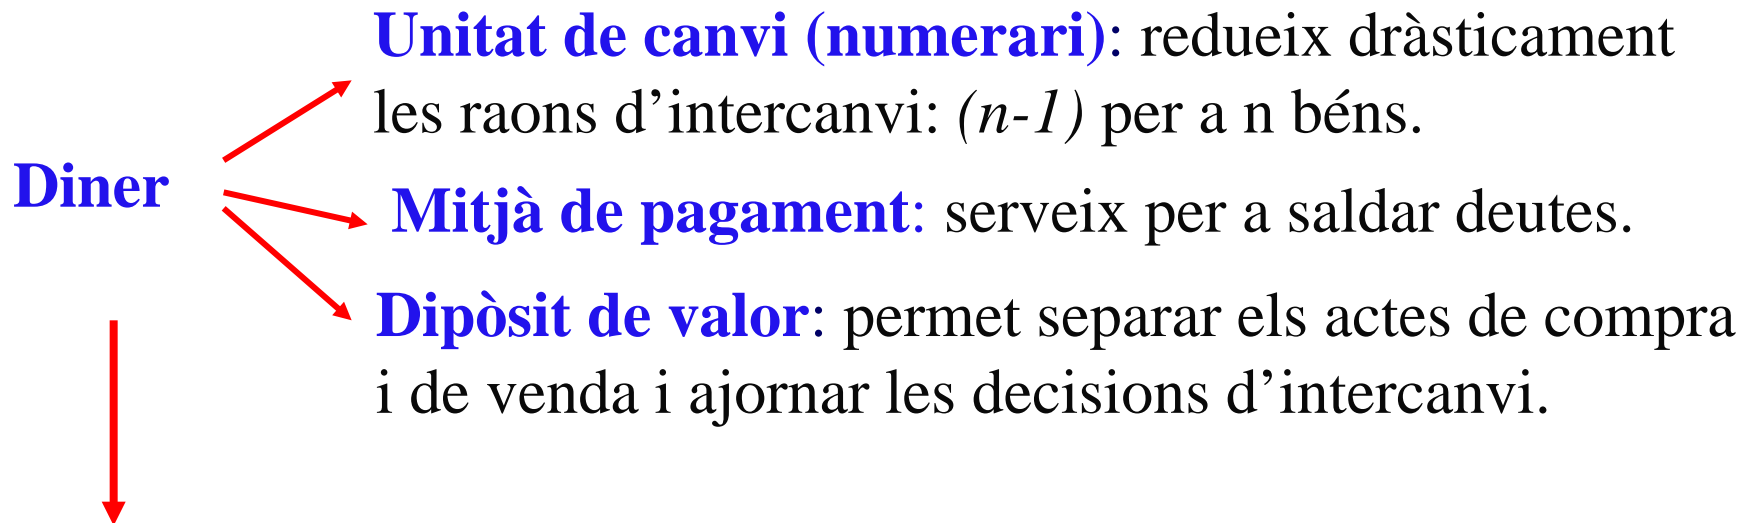 Unitat de canvi (numerari): redueix dràsticament
les raons d’intercanvi: (n-1) per a n béns.
Diner
Mitjà de pagament: serveix per a saldar deutes.
Dipòsit de valor: permet separar els actes de compra
i de venda i ajornar les decisions d’intercanvi.